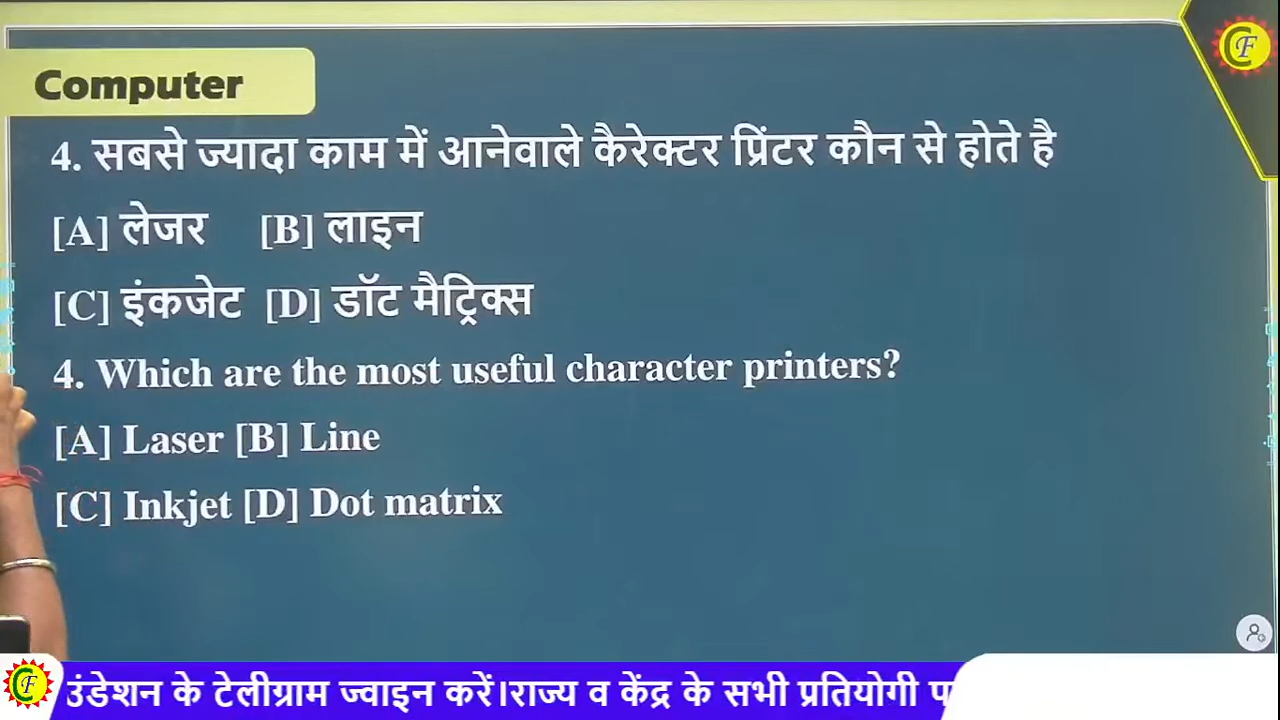 Computer
4. सबसे ज्यादा काम में आनेवाले कैरेक्टर प्रिंटर कौन से होते है
[A] लेजर [B] लाइन
[C] इंकजेट [D] डॉट मैट्रिक्स
4. Which are the most useful character printers?
[A] Laser [B] Line
[C] Inkjet [D] Dot matrix
उंडेशन के टेलीग्राम ज्वाइन करें।राज्य व केंद्र के सभी प्रतियोगी